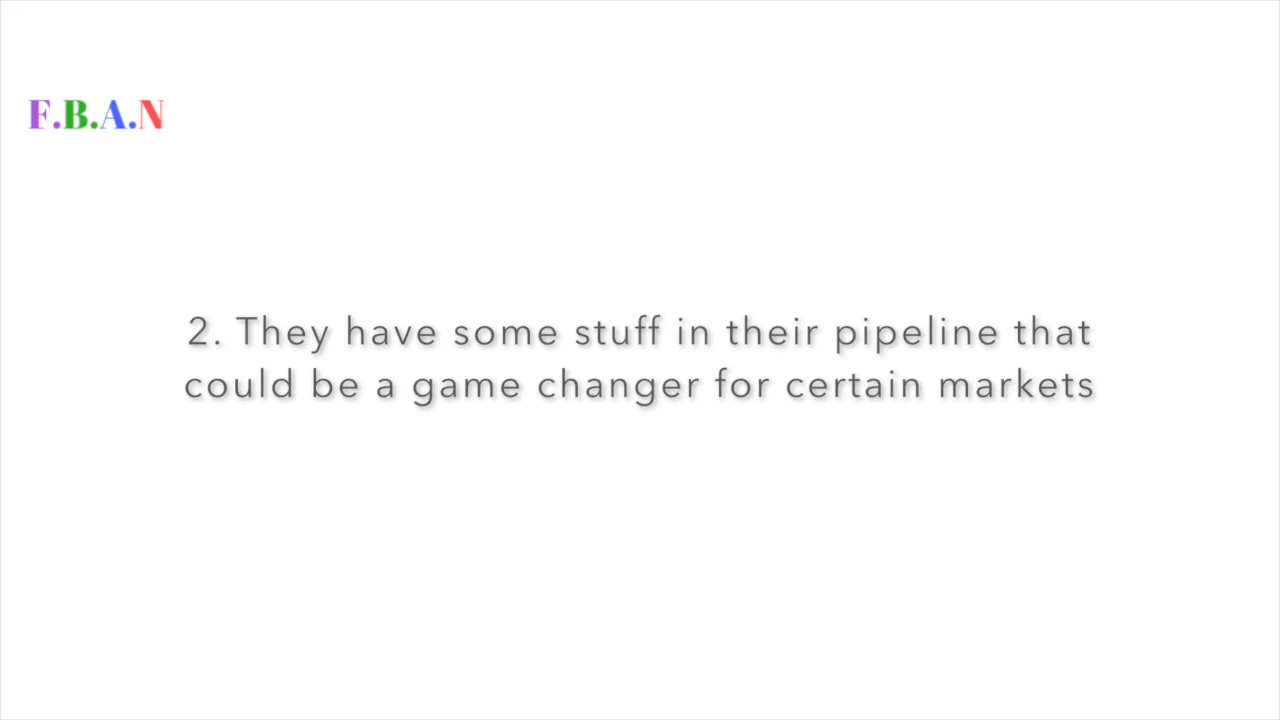 F.B.A.N
2. They have some stuff in their pipeline that
could be a game changer for certain markets